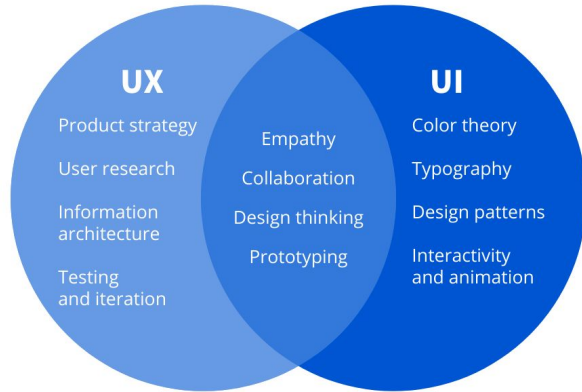 UX
Product strategy
User research
Information
architecture
Testing
and iteration
Empathy
Collaboration
Design thinking
Prototyping
UI
Color theory
Typography
Design patterns
Interactivity
and animation